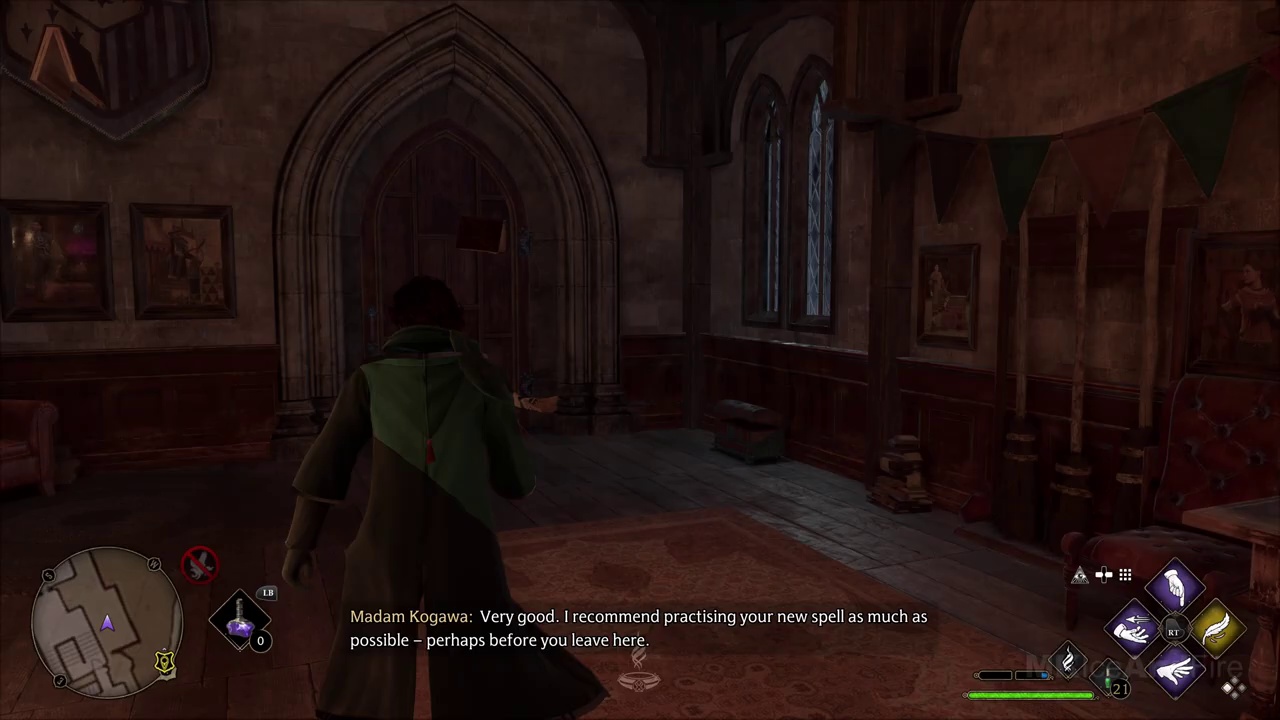 LB
0
Madam Kogawa: Very good. I recommend practising your new spell as much as
possible – perhaps before you leave here.
RT
21